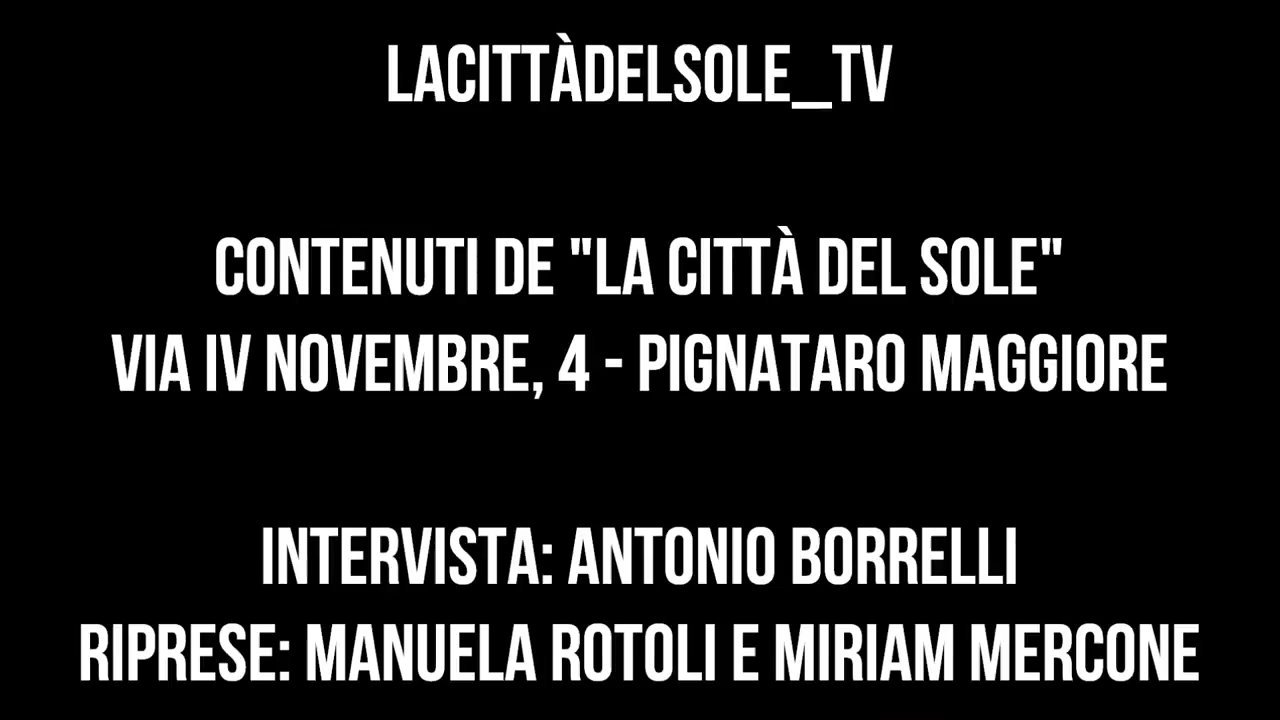 LACITTÀDELSOLE_TV
CONTENUTI DE "LA CITTÀ DEL SOLE"
VIA IV NOVEMBRE, 4 - PIGNATARO MAGGIORE
INTERVISTA: ANTONIO BORRELLI
RIPRESE: MANUELA ROTOLI E MIRIAM MERCONE